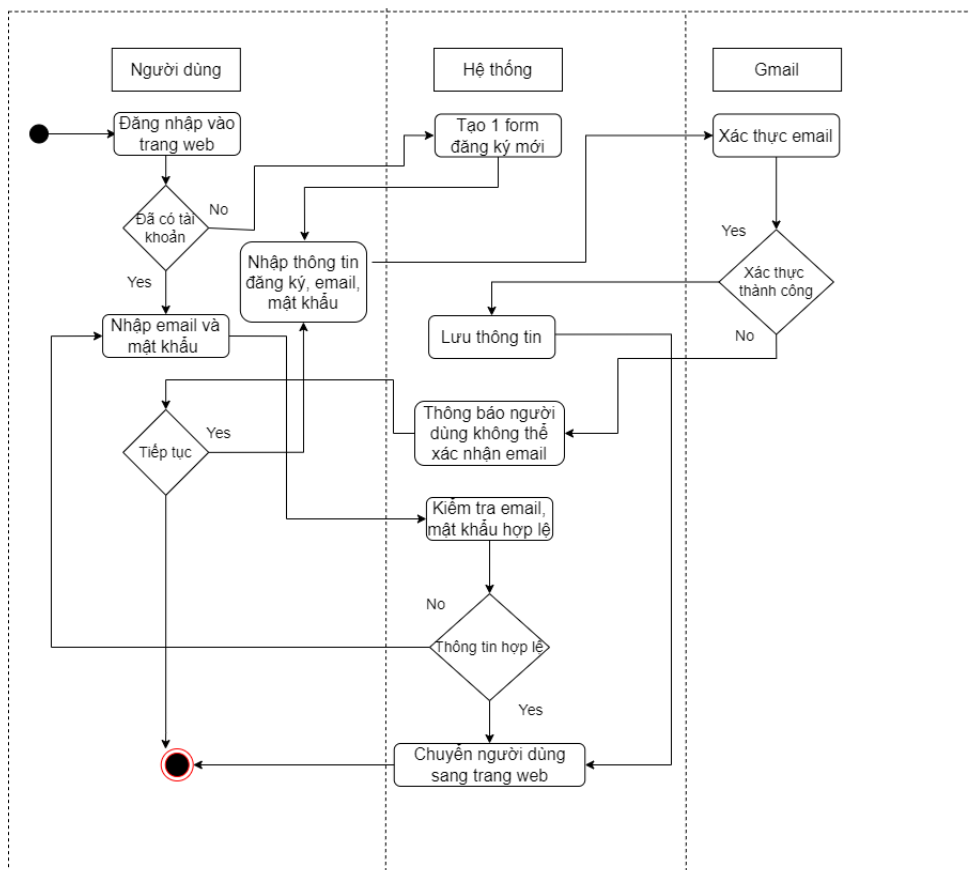 Người dùng
Hệ thống
Gmail
Đăng nhập vào
trang web
Tạo 1 form
đăng ký mới
Xác thực email
Đã có tài
khoản
No
Yes
Nhập thông tin
đăng ký, email,
mật khẩu
Yes
Xác thực
thành công
No
Nhập email và
mật khẩu
Lưu thông tin
Thông báo người
dùng không thể
xác nhận email
Tiếp tục
Yes
Kiểm tra email,
mật khẩu hợp lệ
No
Thông tin hợp lệ
Yes
Chuyển người dùng
sang trang web